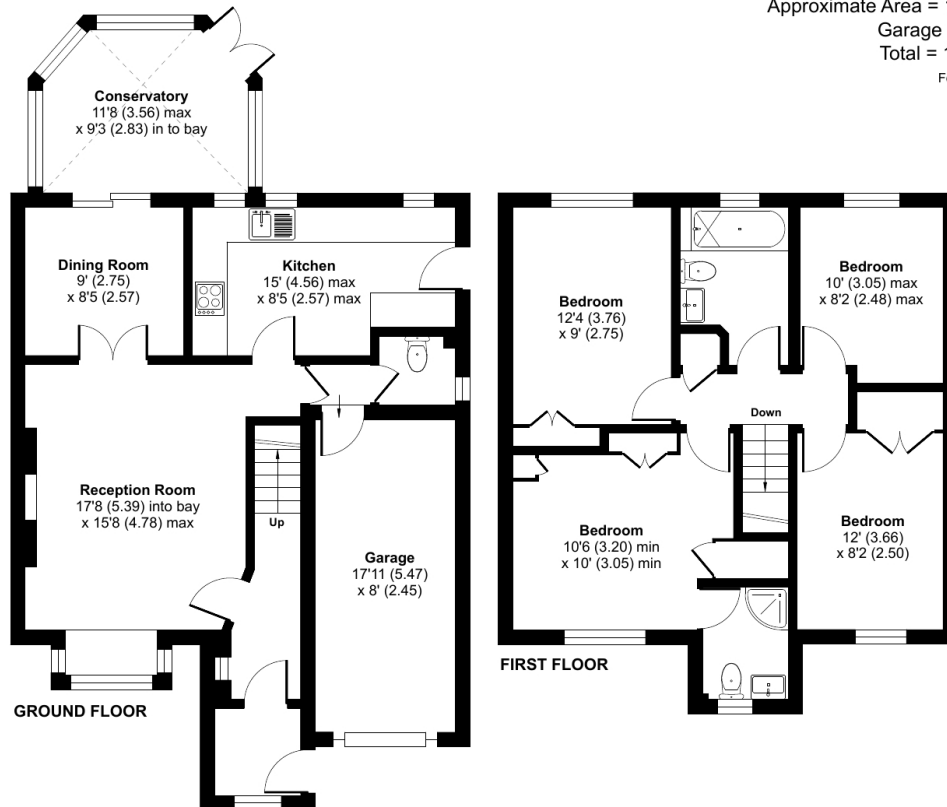 Approximate Area =
Garage
Total =
Conservatory
11'8 (3.56) max
x 9'3 (2.83) in to bay
Dining Room
9' (2.75)
x 8'5 (2.57)
Kitchen
15' (4.56) max
x 8'5 (2.57) max
Reception Room
17'8 (5.39) into bay
x 15'8 (4.78) max
Up
Garage
17'11 (5.47)
x 8' (2.45)
GROUND FLOOR
Bedroom
12'4 (3.76)
x 9' (2.75)
Bedroom
10' (3.05) max
x 8'2 (2.48) max
Down
Bedroom
10'6 (3.20) min
x 10' (3.05) min
Bedroom
12' (3.66)
x 8'2 (2.50)
FIRST FLOOR